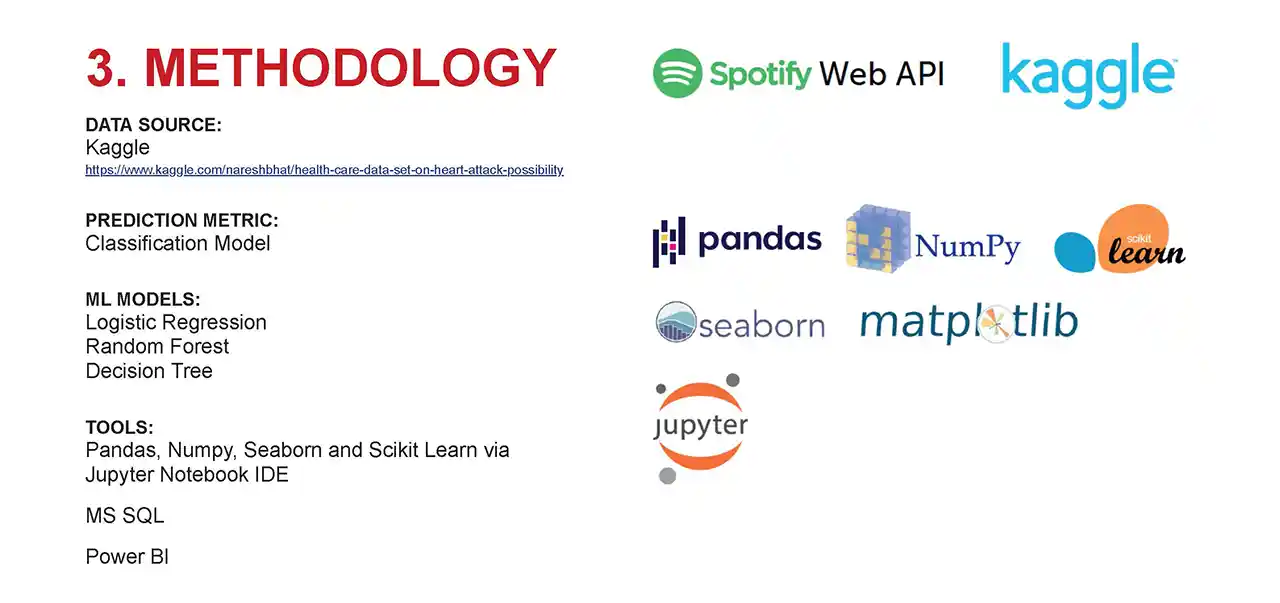 3. METHODOLOGY
DATA SOURCE:
Kaggle
https://www.kaggle.com/nareshbhat/health-care-data-set-on-heart-attack-possibility
PREDICTION METRIC:
Classification Model
ML MODELS:
Logistic Regression
Random Forest
Decision Tree
TOOLS:
Pandas, Numpy, Seaborn and Scikit Learn via
Jupyter Notebook IDE
MS SQL
Power BI
Spotify Web API
kaggle
pandas
NumPy
scikit
learn
seaborn
matplotlib
jupyter